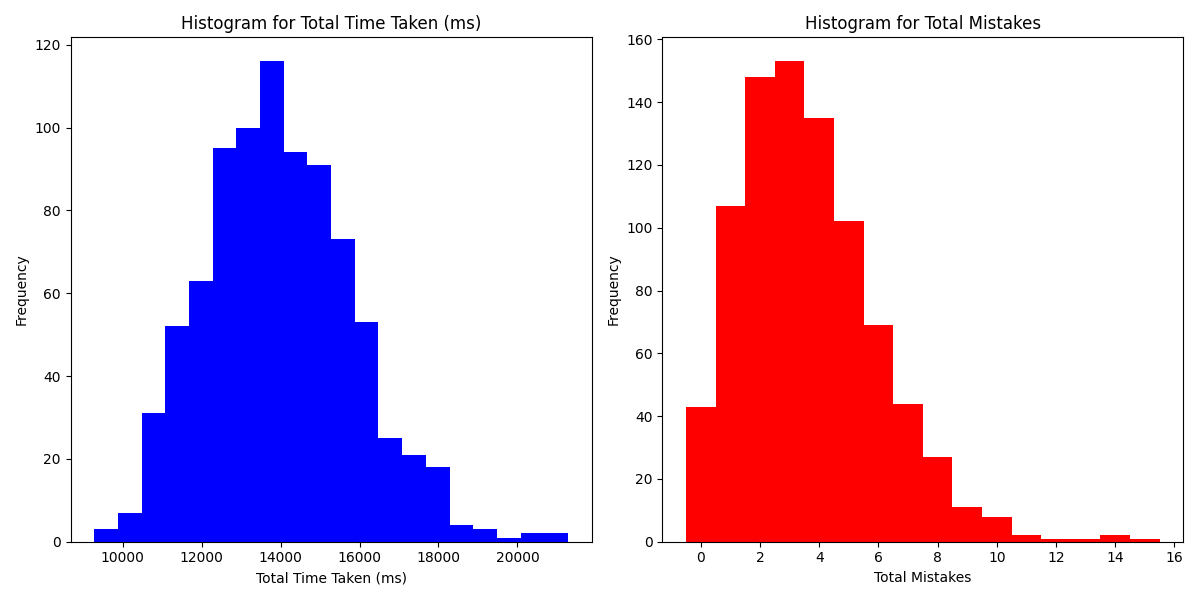 Histogram for Total Time Taken (ms)
120
100
80
60
40
20
0
Frequency
10000 12000 14000 16000 18000 20000
Total Time Taken (ms)
Histogram for Total Mistakes
160
140
120
100
80
60
40
20
0
Frequency
0 2 4 6 8 10 12 14 16
Total Mistakes